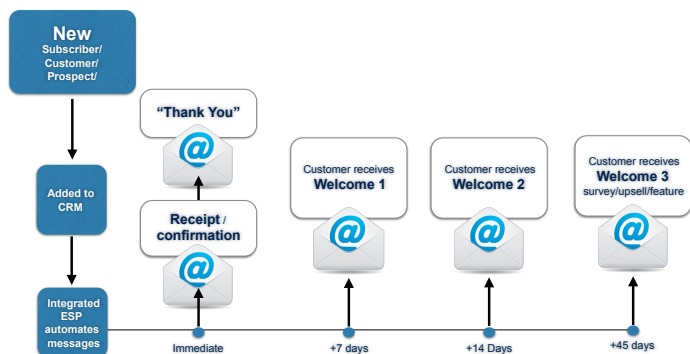 New
Subscriber/
Customer/
Prospect/
Added to
CRM
Integrated
ESP
automates
messages
“Thank You”
@
Receipt /
confirmation
@
Immediate
Customer receives
Welcome 1
@
+7 days
Customer receives
Welcome 2
@
+14 Days
Customer receives
Welcome 3
survey/upsell/feature
@
+45 days